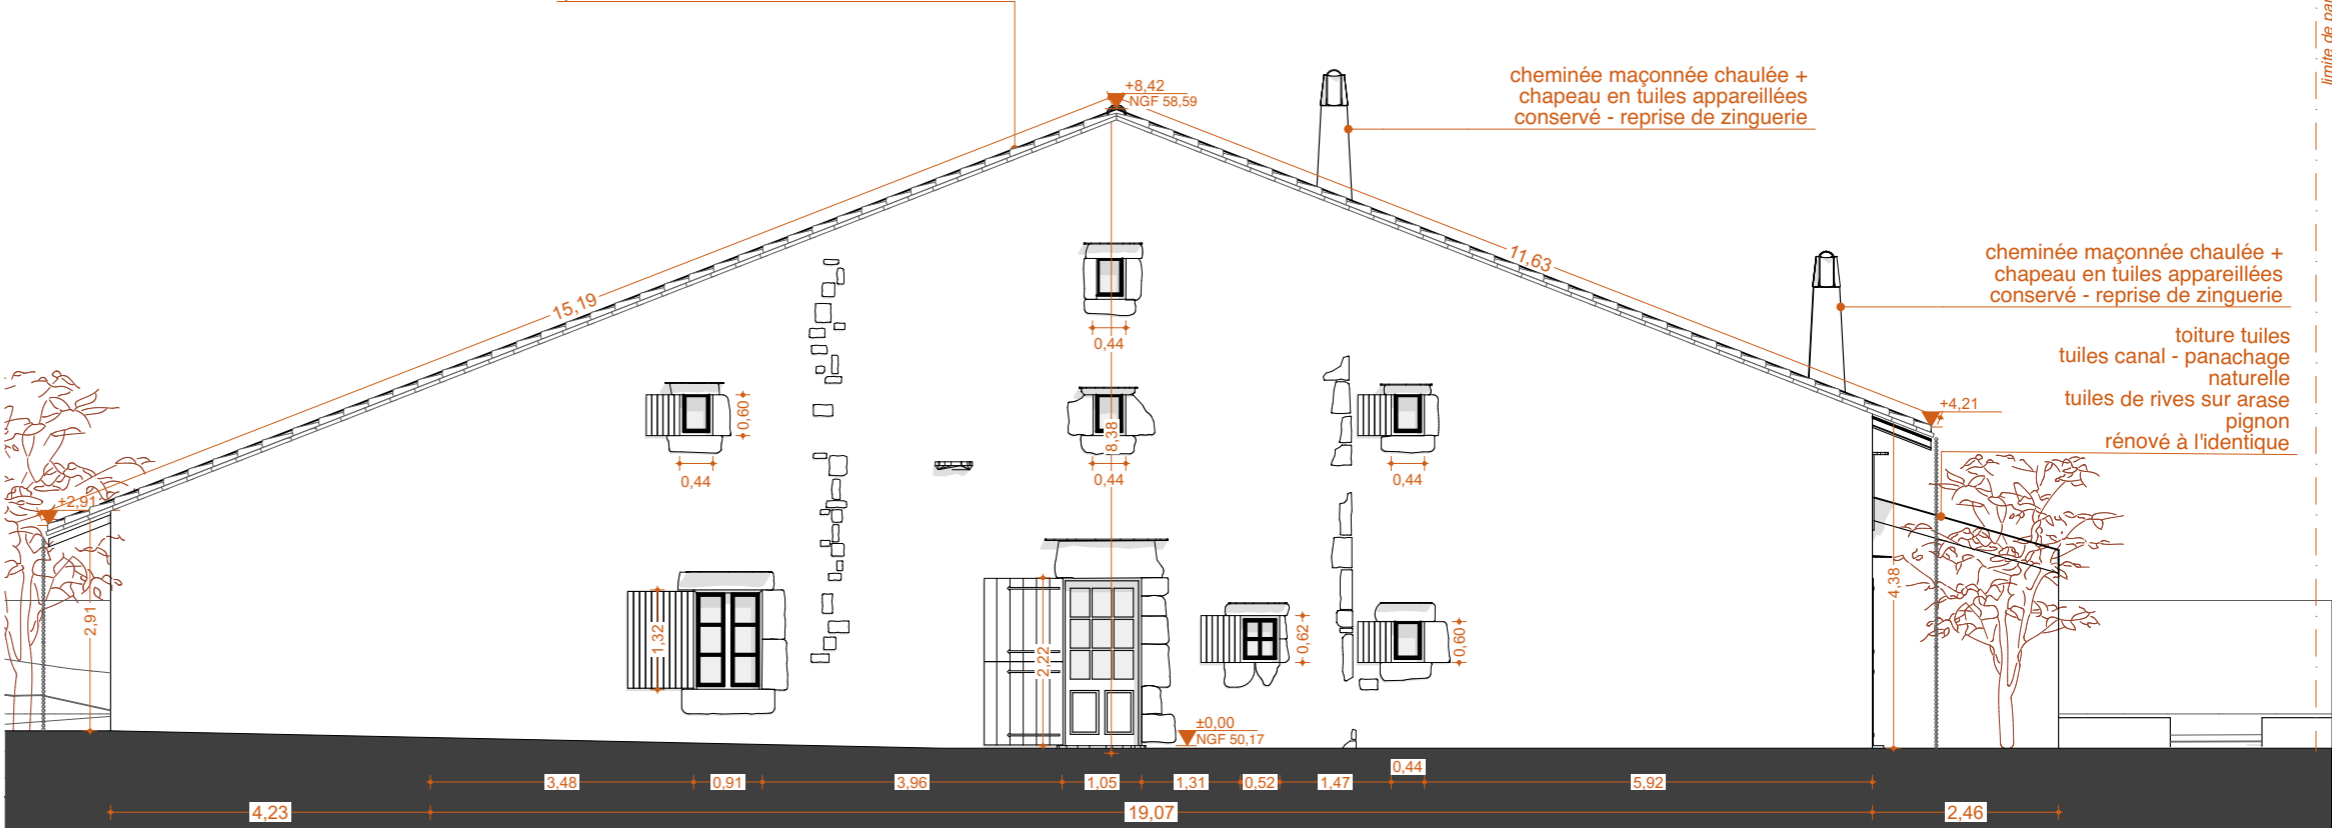 limite de par
+8,42
NGF 58,59
cheminée maçonnée chaulée +
chapeau en tuiles appareillées
conservé - reprise de zinguerie
15,19
11,63
cheminée maçonnée chaulée +
chapeau en tuiles appareillées
conservé - reprise de zinguerie
toiture tuiles
tuiles canal - panachage
naturelle
tuiles de rives sur arase
pignon
rénové à l'identique
0,44
+4,21
0,60
8,38
0,44
0,44
0,44
+2,91
2,91
1,32
2,22
0,62
0,60
4,38
±0,00
NGF 50,17
3,48
0,91
3,96
1,05
1,31
0,52
1,47
0,44
5,92
4,23
19,07
2,46